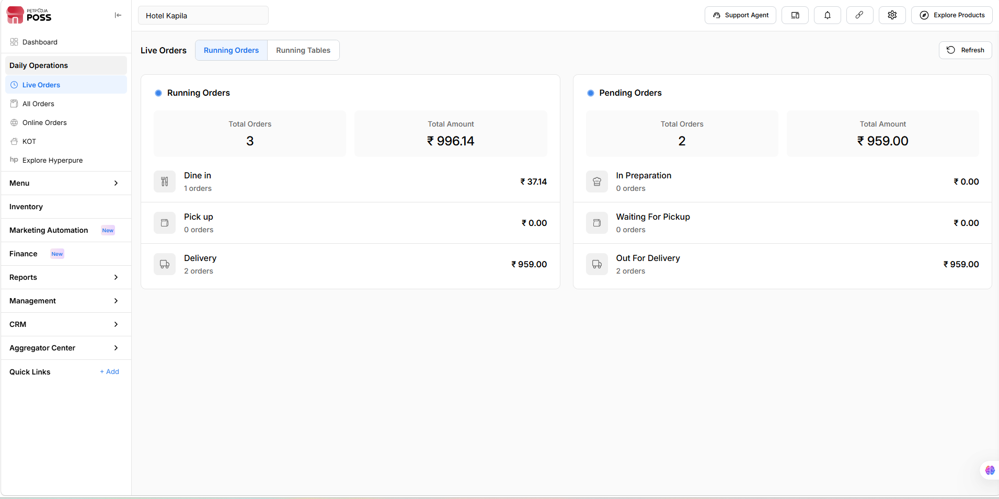 PETPOOJA
POSS
Hotel Kapila
Support Agent
Explore Products
Dashboard
Daily Operations
Live Orders
All Orders
Online Orders
KOT
hp Explore Hyperpure
Menu
Inventory
Marketing Automation New
Finance New
Reports
Management
CRM
Aggregator Center
Quick Links + Add
Live Orders Running Orders Running Tables
Refresh
Running Orders
Total Orders
3
Total Amount
₹ 996.14
Dine in
1 orders
₹ 37.14
Pick up
0 orders
₹ 0.00
Delivery
2 orders
₹ 959.00
Pending Orders
Total Orders
2
Total Amount
₹ 959.00
In Preparation
0 orders
₹ 0.00
Waiting For Pickup
0 orders
₹ 0.00
Out For Delivery
2 orders
₹ 959.00